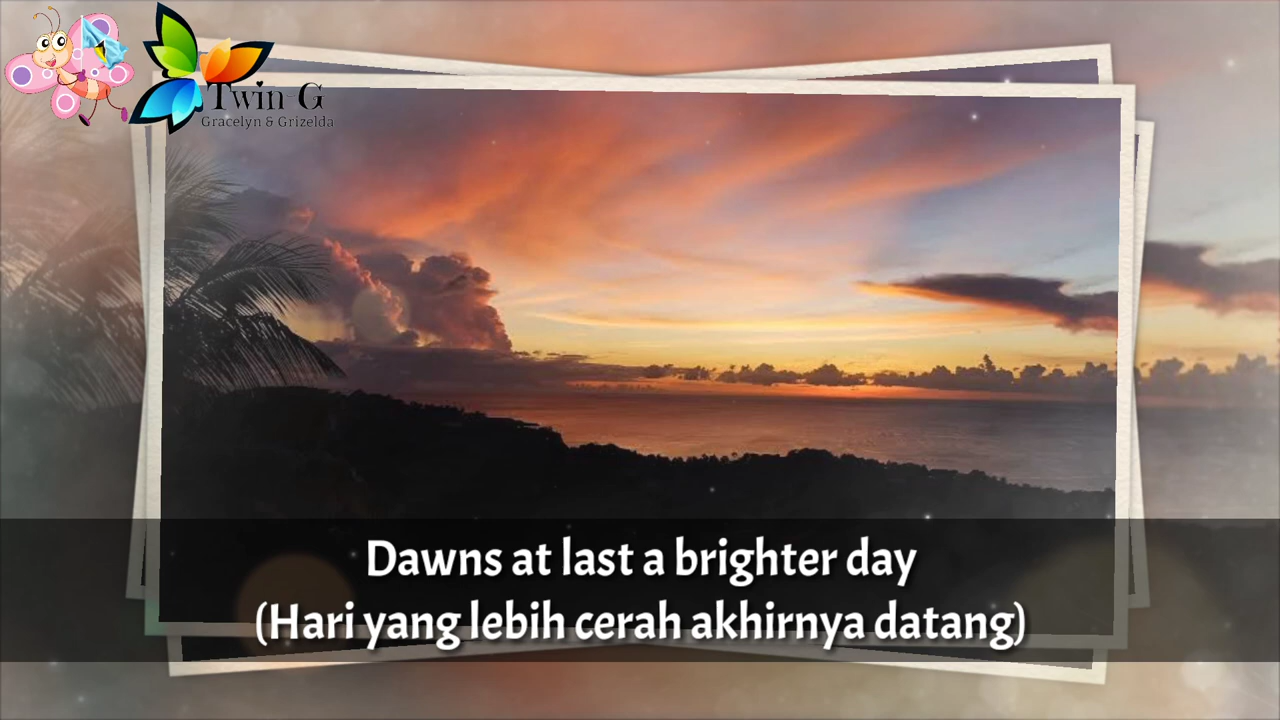 Twin-G
Gracelyn & Grizelda
Dawns at last a brighter day
(Hari yang lebih cerah akhirnya datang)